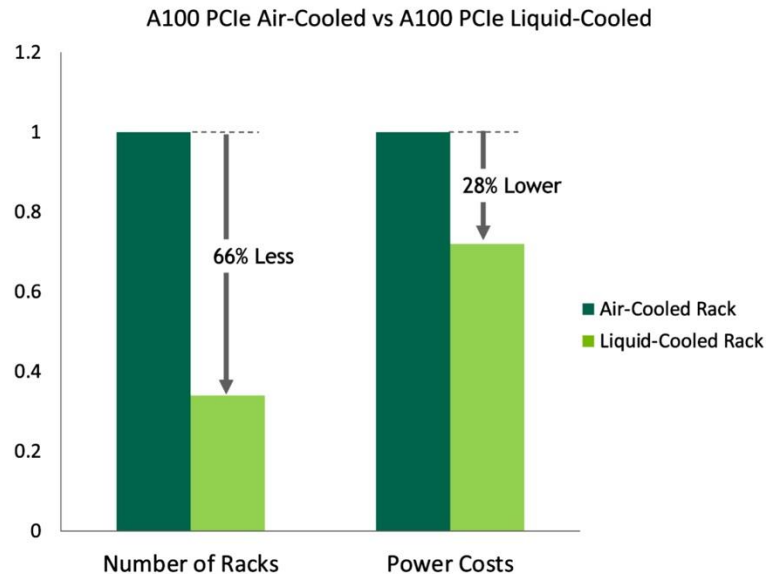 A100 PCIe Air-Cooled vs A100 PCIe Liquid-Cooled
1.2
1
0.8
0.6
0.4
0.2
0
66% Less
28% Lower
Air-Cooled Rack
Liquid-Cooled Rack
Number of Racks
Power Costs